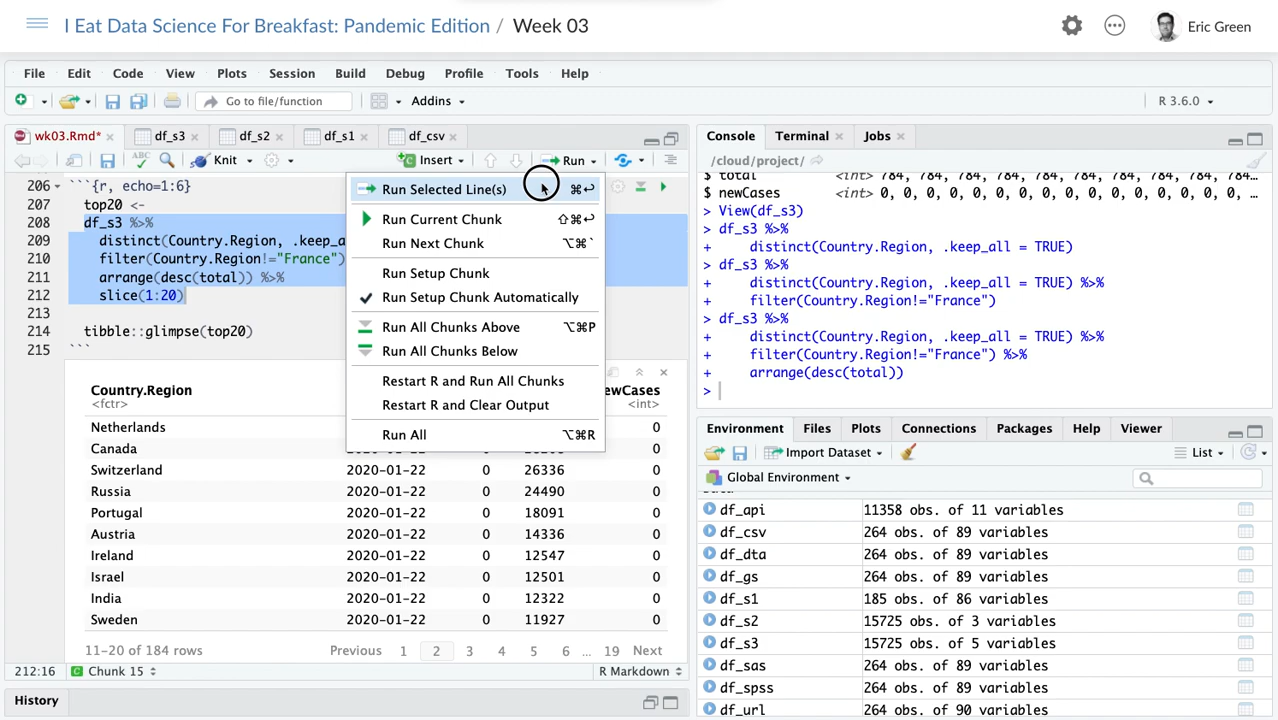 I Eat Data Science For Breakfast: Pandemic Edition / Week 03
Eric Green
File Edit Code View Plots Session Build Debug Profile Tools Help
Go to file/function Addins R 3.6.0
wk03.Rmd* df_s3 df_s2 df_s1 df_csv
Knit Insert Run
206 ```{r, echo=1:6}
207 top20 <-
208 df_s3 %>%
209 distinct(Country.Region, .keep_a
210 filter(Country.Region!="France")
211 arrange(desc(total)) %>%
212 slice(1:20)
213
214 tibble::glimpse(top20)
215 ```
Run Selected Line(s) ⌘↩
Run Current Chunk ⇧⌘↩
Run Next Chunk ⌥⌘`
Run Setup Chunk
Run Setup Chunk Automatically
Run All Chunks Above ⌥⌘P
Run All Chunks Below
Restart R and Run All Chunks
Restart R and Clear Output
Run All ⌥⌘R
Country.Region
<fctr>
<int>
Netherlands 0
Canada 0
Switzerland 2020-01-22 0 26336 0
Russia 2020-01-22 0 24490 0
Portugal 2020-01-22 0 18091 0
Austria 2020-01-22 0 14336 0
Ireland 2020-01-22 0 12547 0
Israel 2020-01-22 0 12501 0
India 2020-01-22 0 12322 0
Sweden 2020-01-22 0 11927 0
11-20 of 184 rows Previous 1 2 3 4 5 6 ... 19 Next
212:16 Chunk 15 R Markdown
History
Console Terminal Jobs
/cloud/project/
$ total <int> 784, 784, 784, 784, 784, 784, 784…
$ newCases <int> 0, 0, 0, 0, 0, 0, 0, 0, 0, 0, 0, …
> View(df_s3)
> df_s3 %>%
+ distinct(Country.Region, .keep_all = TRUE)
> df_s3 %>%
+ distinct(Country.Region, .keep_all = TRUE) %>%
+ filter(Country.Region!="France")
> df_s3 %>%
+ distinct(Country.Region, .keep_all = TRUE) %>%
+ filter(Country.Region!="France") %>%
+ arrange(desc(total))
>
Environment Files Plots Connections Packages Help Viewer
Import Dataset List
Global Environment
df_api 11358 obs. of 11 variables
df_csv 264 obs. of 89 variables
df_dta 264 obs. of 89 variables
df_gs 264 obs. of 89 variables
df_s1 185 obs. of 86 variables
df_s2 15725 obs. of 3 variables
df_s3 15725 obs. of 5 variables
df_sas 264 obs. of 89 variables
df_spss 264 obs. of 89 variables
df_url 264 obs. of 90 variables